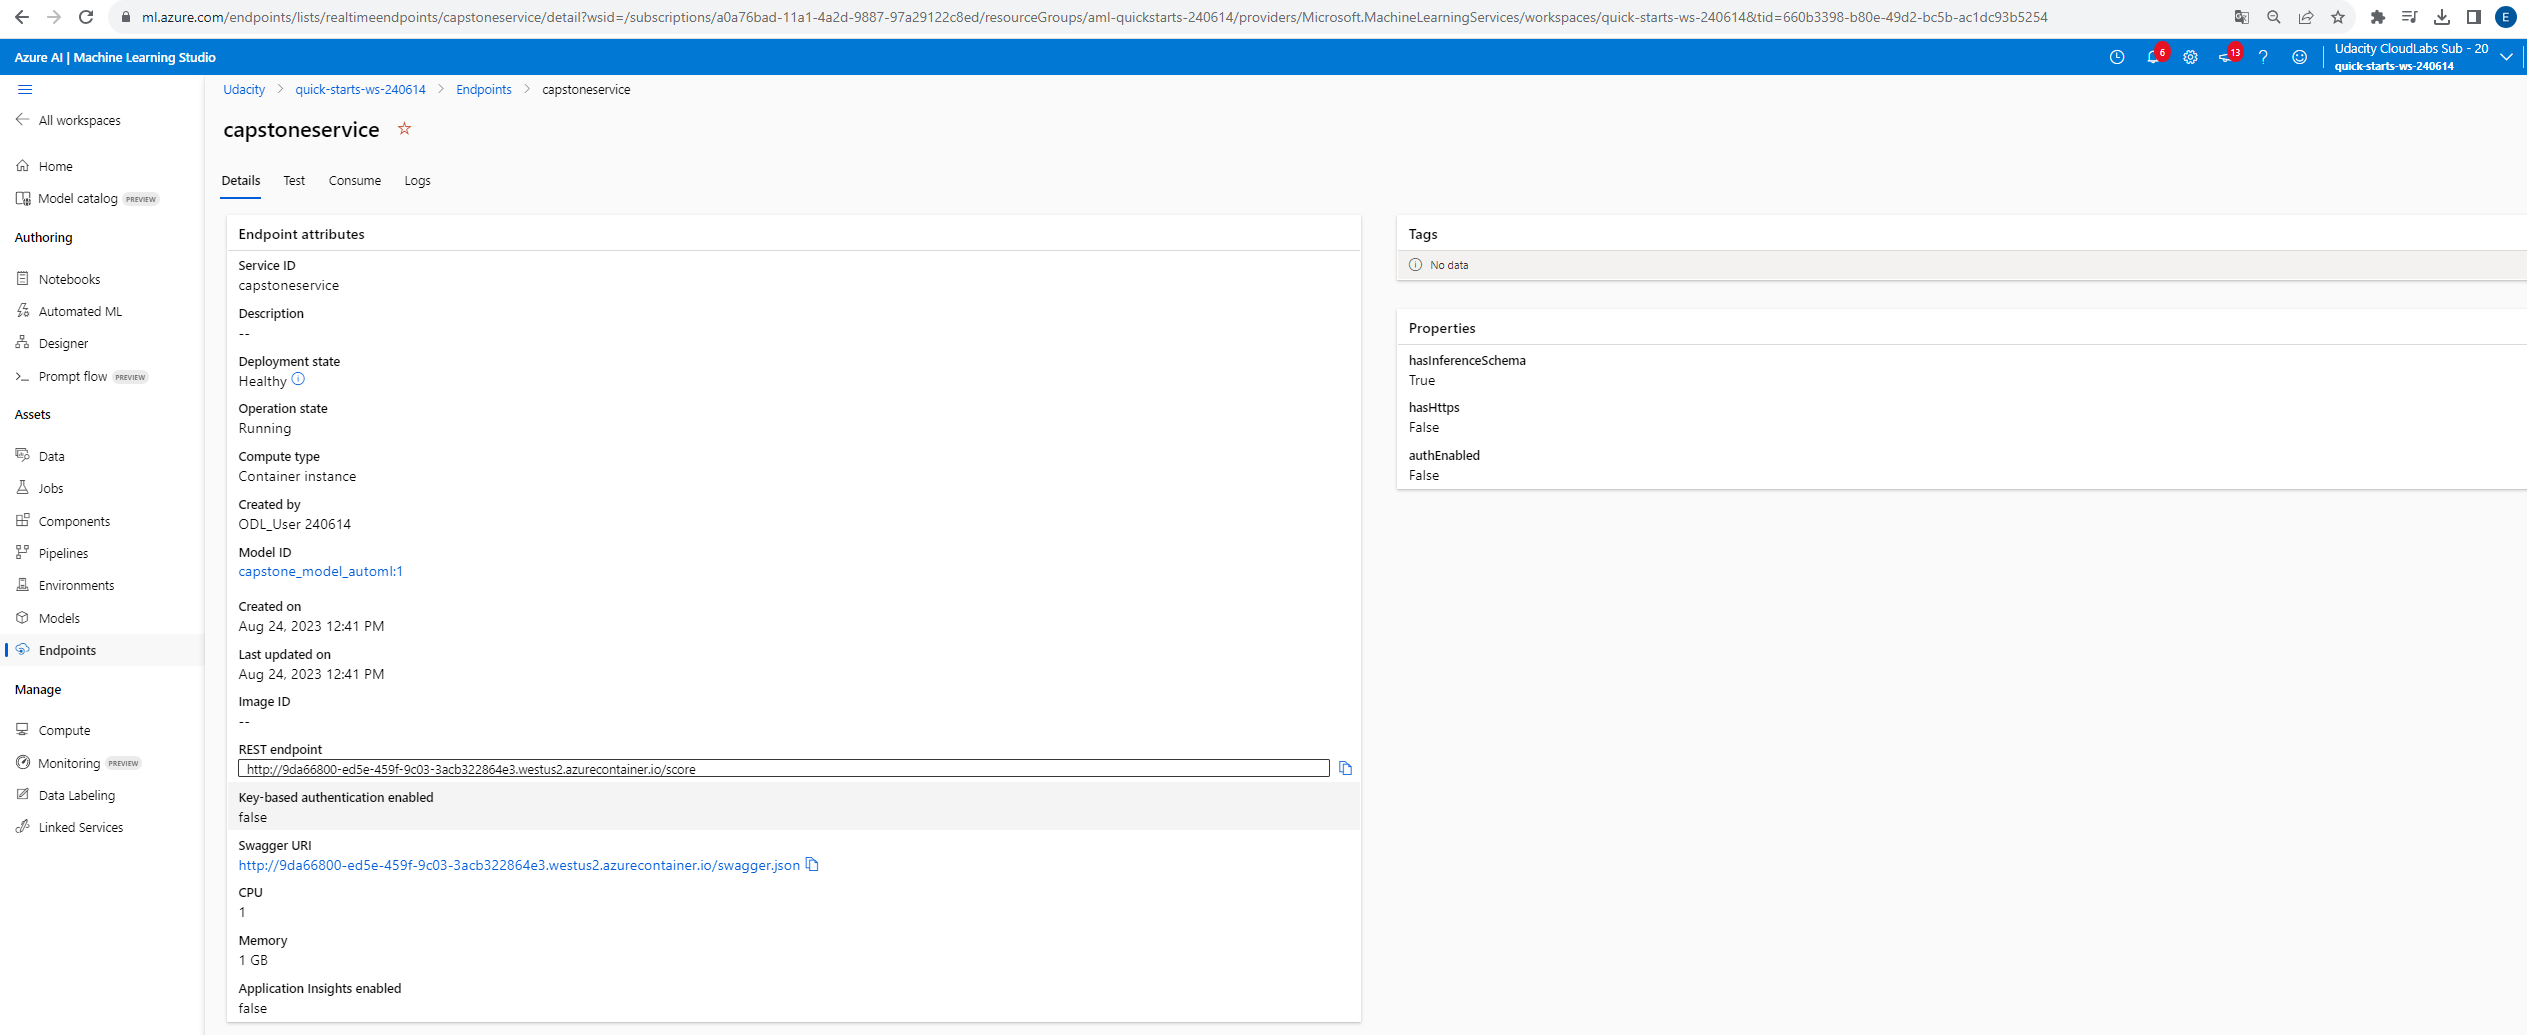 ml.azure.com/endpoints/lists/realtimeendpoints/capstoneservice/detail?wsid=/subscriptions/a0a76bad-11a1-4a2d-9887-97a29122c8ed/resourceGroups/aml-quickstarts-240614/providers/Microsoft.MachineLearningServices/workspaces/quick-starts-ws-240614&tid=660b3398-b80e-49d2-bc5b-ac1dc93b5254
E
Azure AI | Machine Learning Studio
6
13
?
Udacity CloudLabs Sub - 20
quick-starts-ws-240614
All workspaces
Home
Model catalog PREVIEW
Authoring
Notebooks
Automated ML
Designer
Prompt flow PREVIEW
Assets
Data
Jobs
Components
Pipelines
Environments
Models
Endpoints
Manage
Compute
Monitoring PREVIEW
Data Labeling
Linked Services
Udacity > quick-starts-ws-240614 > Endpoints > capstoneservice
capstoneservice
Details Test Consume Logs
Endpoint attributes
Service ID
capstoneservice
Description
--
Deployment state
Healthy
Operation state
Running
Compute type
Container instance
Created by
ODL_User 240614
Model ID
capstone_model_automl:1
Created on
Aug 24, 2023 12:41 PM
Last updated on
Aug 24, 2023 12:41 PM
Image ID
--
REST endpoint
http://9da66800-ed5e-459f-9c03-3acb322864e3.westus2.azurecontainer.io/score
Key-based authentication enabled
false
Swagger URI
http://9da66800-ed5e-459f-9c03-3acb322864e3.westus2.azurecontainer.io/swagger.json
CPU
1
Memory
1 GB
Application Insights enabled
false
Tags
No data
Properties
hasInferenceSchema
True
hasHttps
False
authEnabled
False